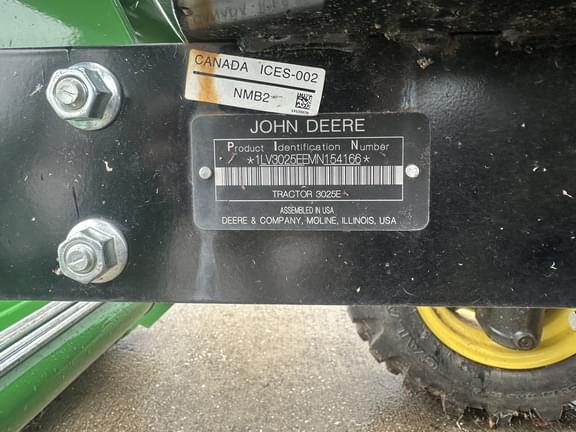 CANADA ICES-002
NMB2
JOHN DEERE
Product Identification Number
*1LV3025EEMN154166*
TRACTOR 3025E
ASSEMBLED IN USA
DEERE & COMPANY, MOLINE, ILLINOIS, USA